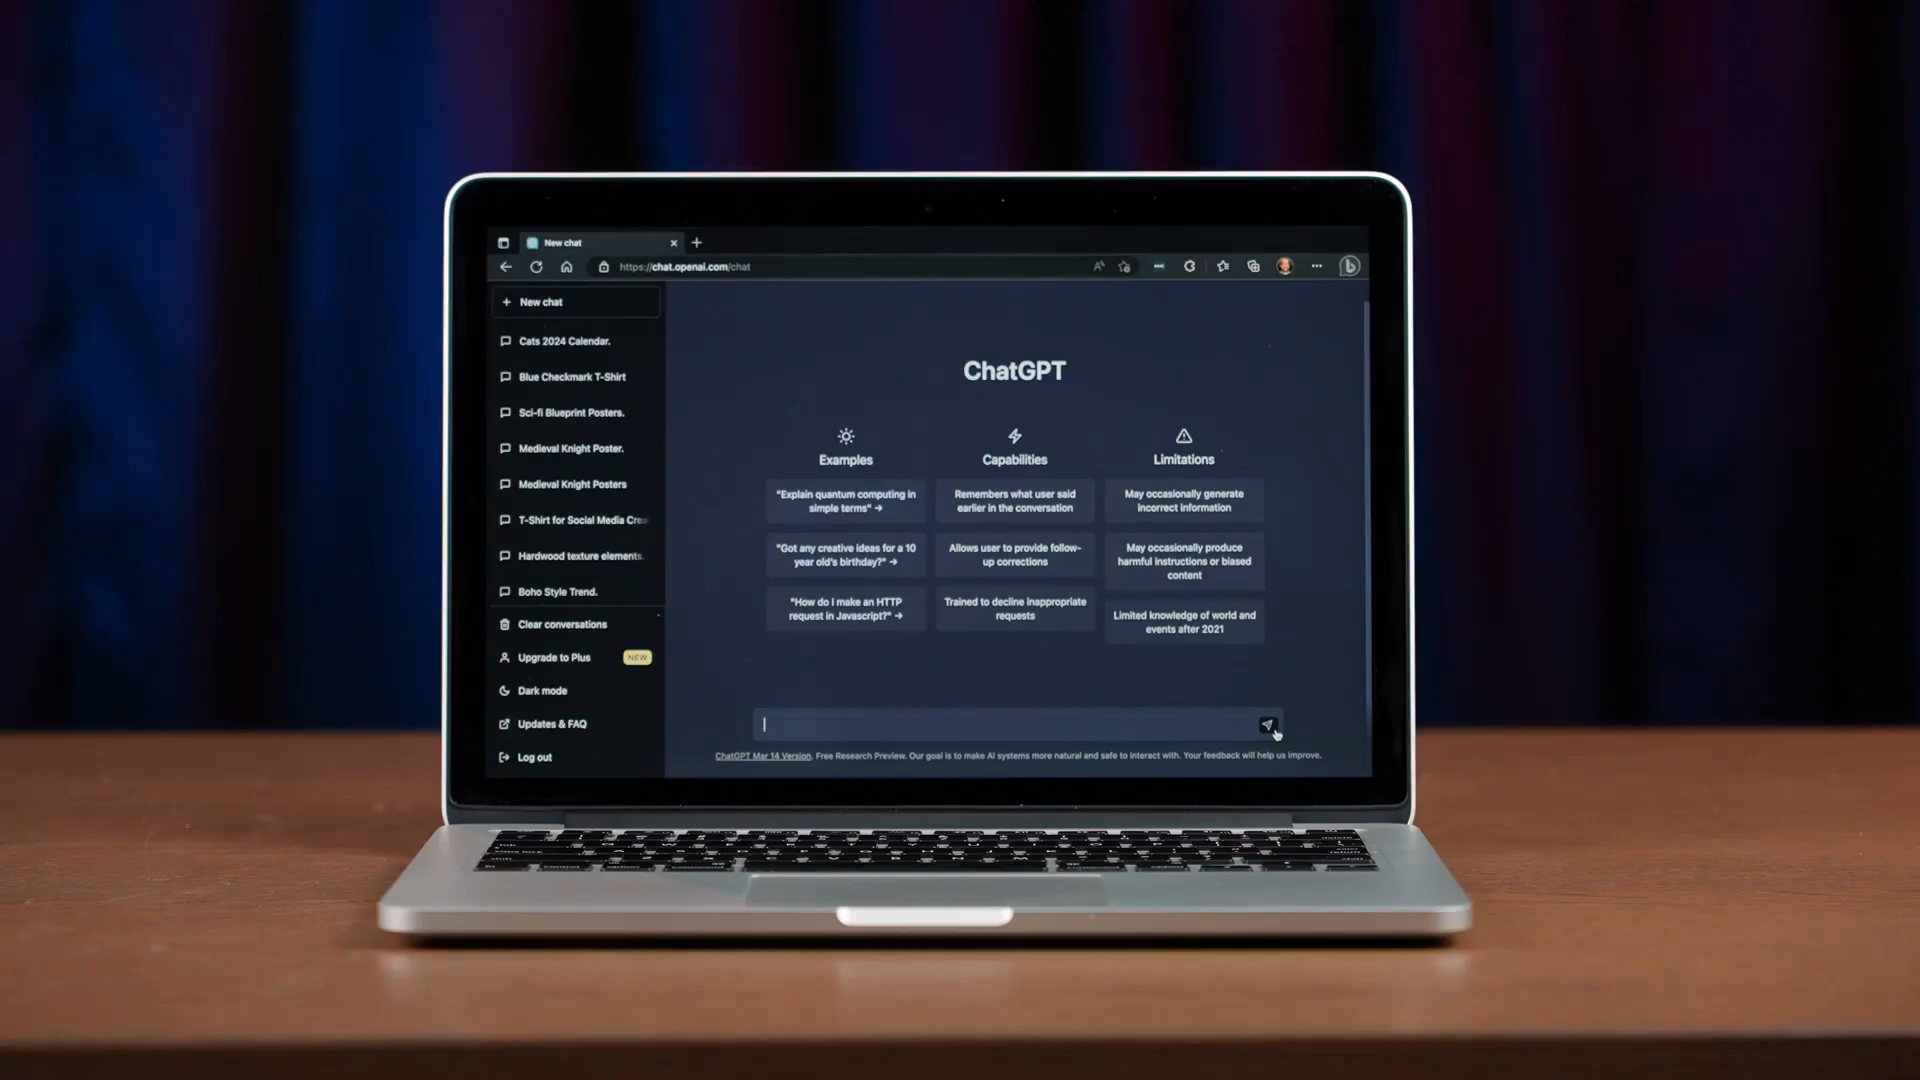 New chat
https://chat.openai.com/chat
New chat
Cats 2024 Calendar.
Blue Checkmark T-Shirt
Sci-fi Blueprint Posters.
Medieval Knight Poster.
Medieval Knight Posters
T-Shirt for Social Media Crea
Hardwood texture elements.
Boho Style Trend.
Clear conversations
Upgrade to Plus
NEW
Dark mode
Updates & FAQ
Log out
ChatGPT
Examples
"Explain quantum computing in
simple terms" →
"Got any creative ideas for a 10
year old's birthday?" →
"How do I make an HTTP
request in Javascript?" →
Capabilities
Remembers what user said
earlier in the conversation
Allows user to provide follow-
up corrections
Trained to decline inappropriate
requests
Limitations
May occasionally generate
incorrect information
May occasionally produce
harmful instructions or biased
content
Limited knowledge of world and
events after 2021
ChatGPT Mar 14 Version. Free Research Preview. Our goal is to make AI systems more natural and safe to interact with. Your feedback will help us improve.